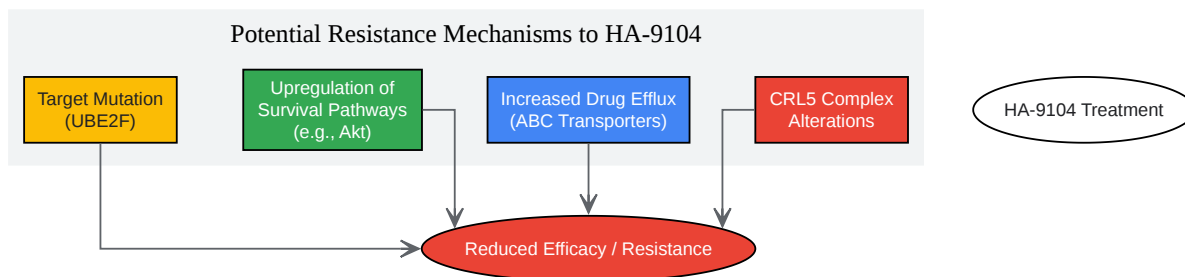 Potential Resistance Mechanisms to HA-9104
Target Mutation
(UBE2F)
Upregulation of
Survival Pathways
(e.g., Akt)
Increased Drug Efflux
(ABC Transporters)
CRL5 Complex
Alterations
HA-9104 Treatment
Reduced Efficacy / Resistance